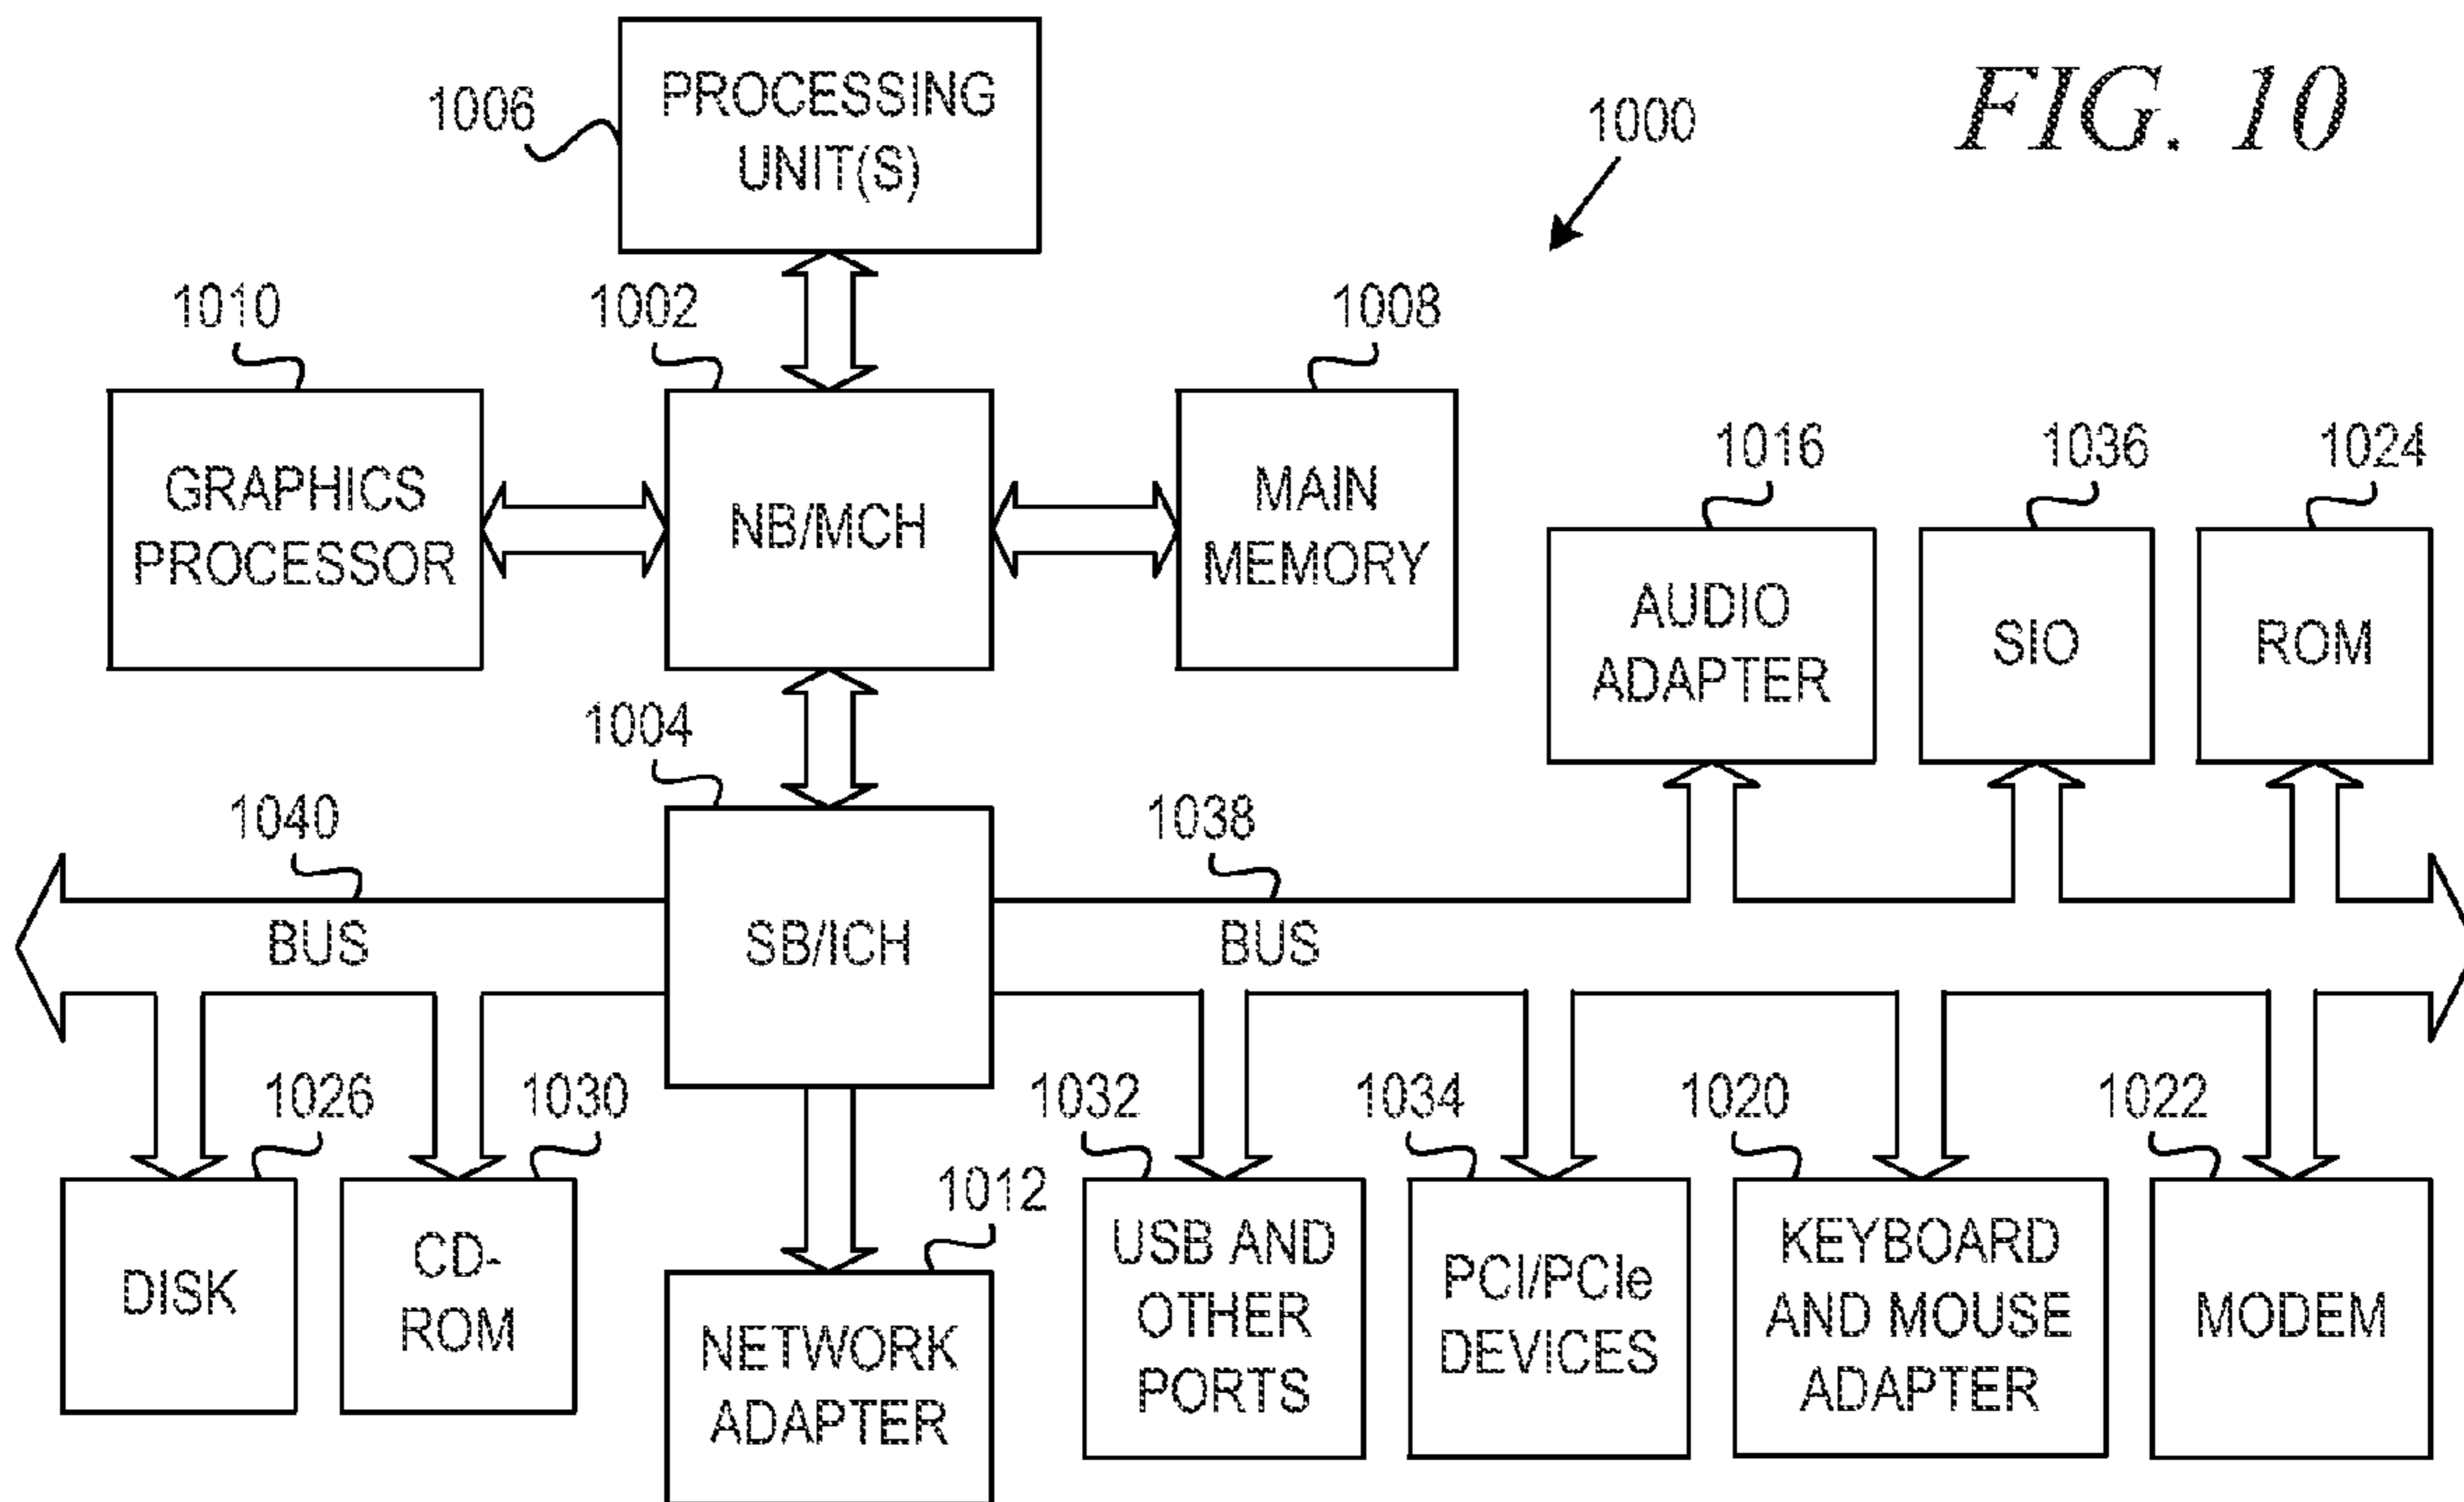 FIG. 10
1000
1006
PROCESSING
UNIT(S)
1010
1002
1008
GRAPHICS
PROCESSOR
NB/MCH
MAIN
MEMORY
1016
1036
1024
AUDIO
ADAPTER
SIO
ROM
1004
1040
1038
BUS
SB/ICH
BUS
1026
1030
1012
1032
1034
1020
1022
DISK
CD-
ROM
NETWORK
ADAPTER
USB AND
OTHER
PORTS
PCI/PCIe
DEVICES
KEYBOARD
AND MOUSE
ADAPTER
MODEM